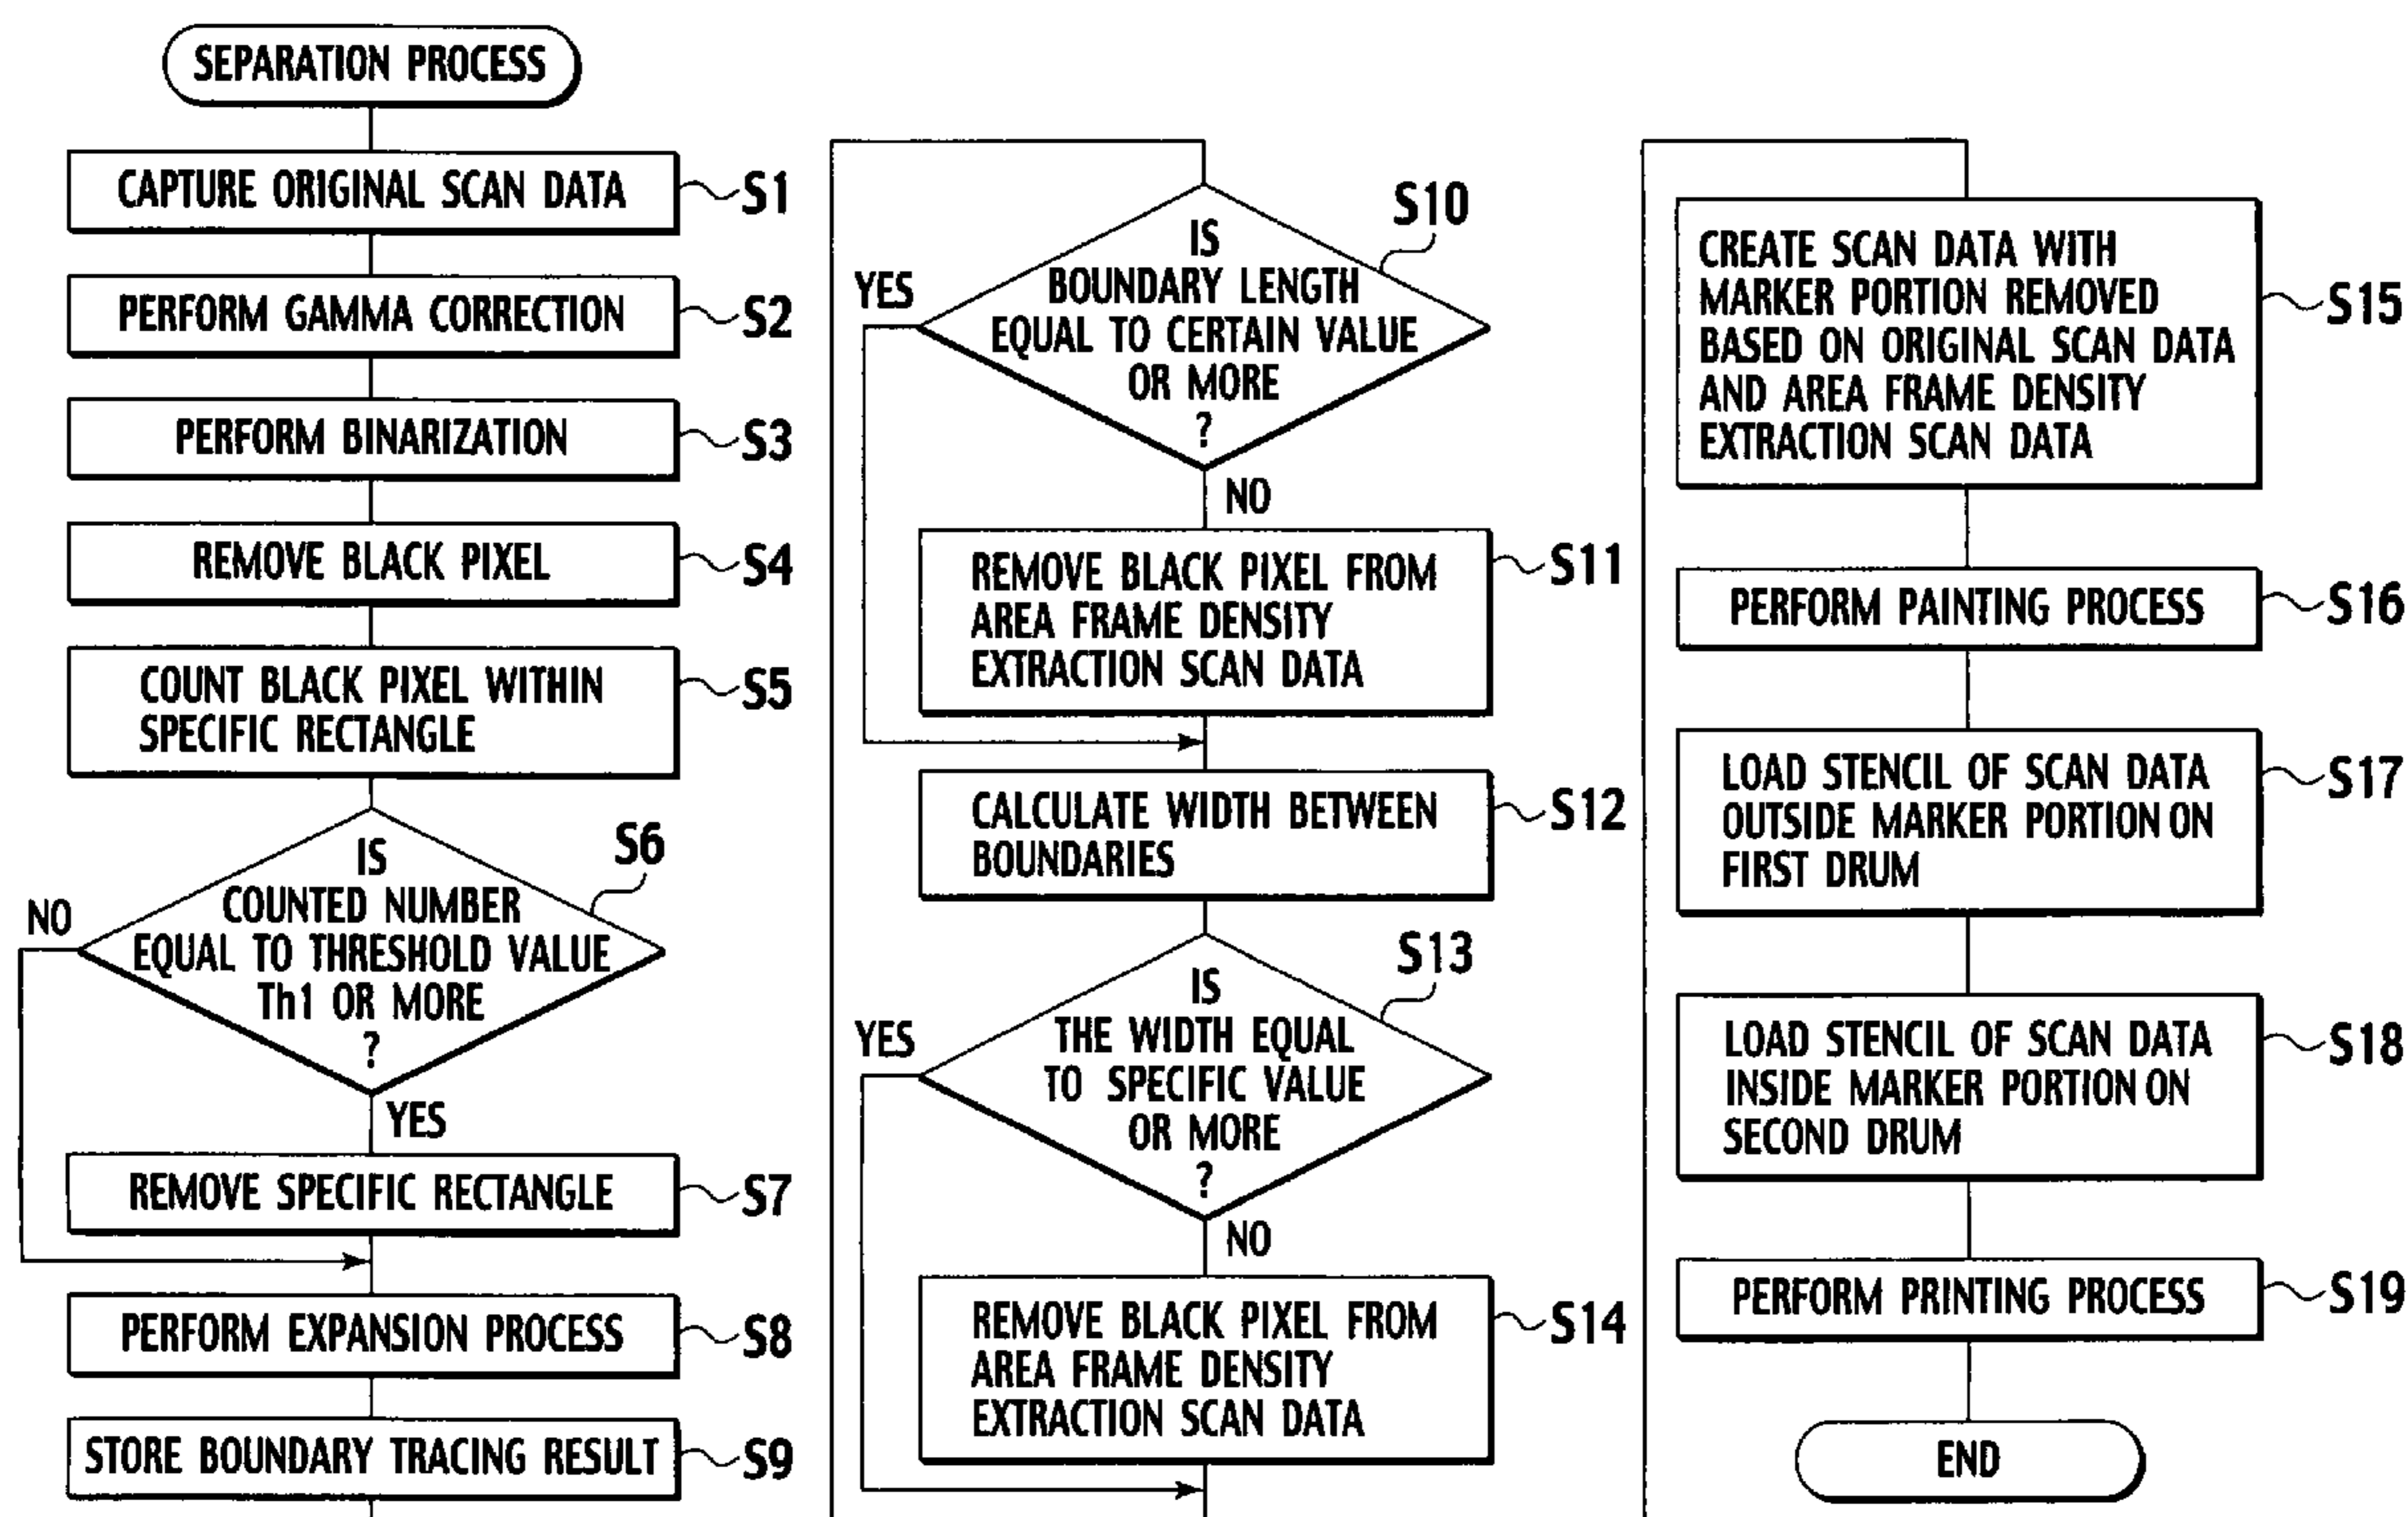 SEPARATION PROCESS
CAPTURE ORIGINAL SCAN DATA
S1
PERFORM GAMMA CORRECTION
S2
PERFORM BINARIZATION
S3
REMOVE BLACK PIXEL
S4
COUNT BLACK PIXEL WITHIN
SPECIFIC RECTANGLE
S5
IS
COUNTED NUMBER
EQUAL TO THRESHOLD VALUE
Th1 OR MORE
?
S6
NO
YES
REMOVE SPECIFIC RECTANGLE
S7
PERFORM EXPANSION PROCESS
S8
STORE BOUNDARY TRACING RESULT
S9
IS
BOUNDARY LENGTH
EQUAL TO CERTAIN VALUE
OR MORE
?
S10
YES
NO
REMOVE BLACK PIXEL FROM
AREA FRAME DENSITY
EXTRACTION SCAN DATA
S11
CALCULATE WIDTH BETWEEN
BOUNDARIES
S12
IS
THE WIDTH EQUAL
TO SPECIFIC VALUE
OR MORE
?
S13
YES
NO
REMOVE BLACK PIXEL FROM
AREA FRAME DENSITY
EXTRACTION SCAN DATA
S14
CREATE SCAN DATA WITH
MARKER PORTION REMOVED
BASED ON ORIGINAL SCAN DATA
AND AREA FRAME DENSITY
EXTRACTION SCAN DATA
S15
PERFORM PAINTING PROCESS
S16
LOAD STENCIL OF SCAN DATA
OUTSIDE MARKER PORTION ON
FIRST DRUM
S17
LOAD STENCIL OF SCAN DATA
INSIDE MARKER PORTION ON
SECOND DRUM
S18
PERFORM PRINTING PROCESS
S19
END